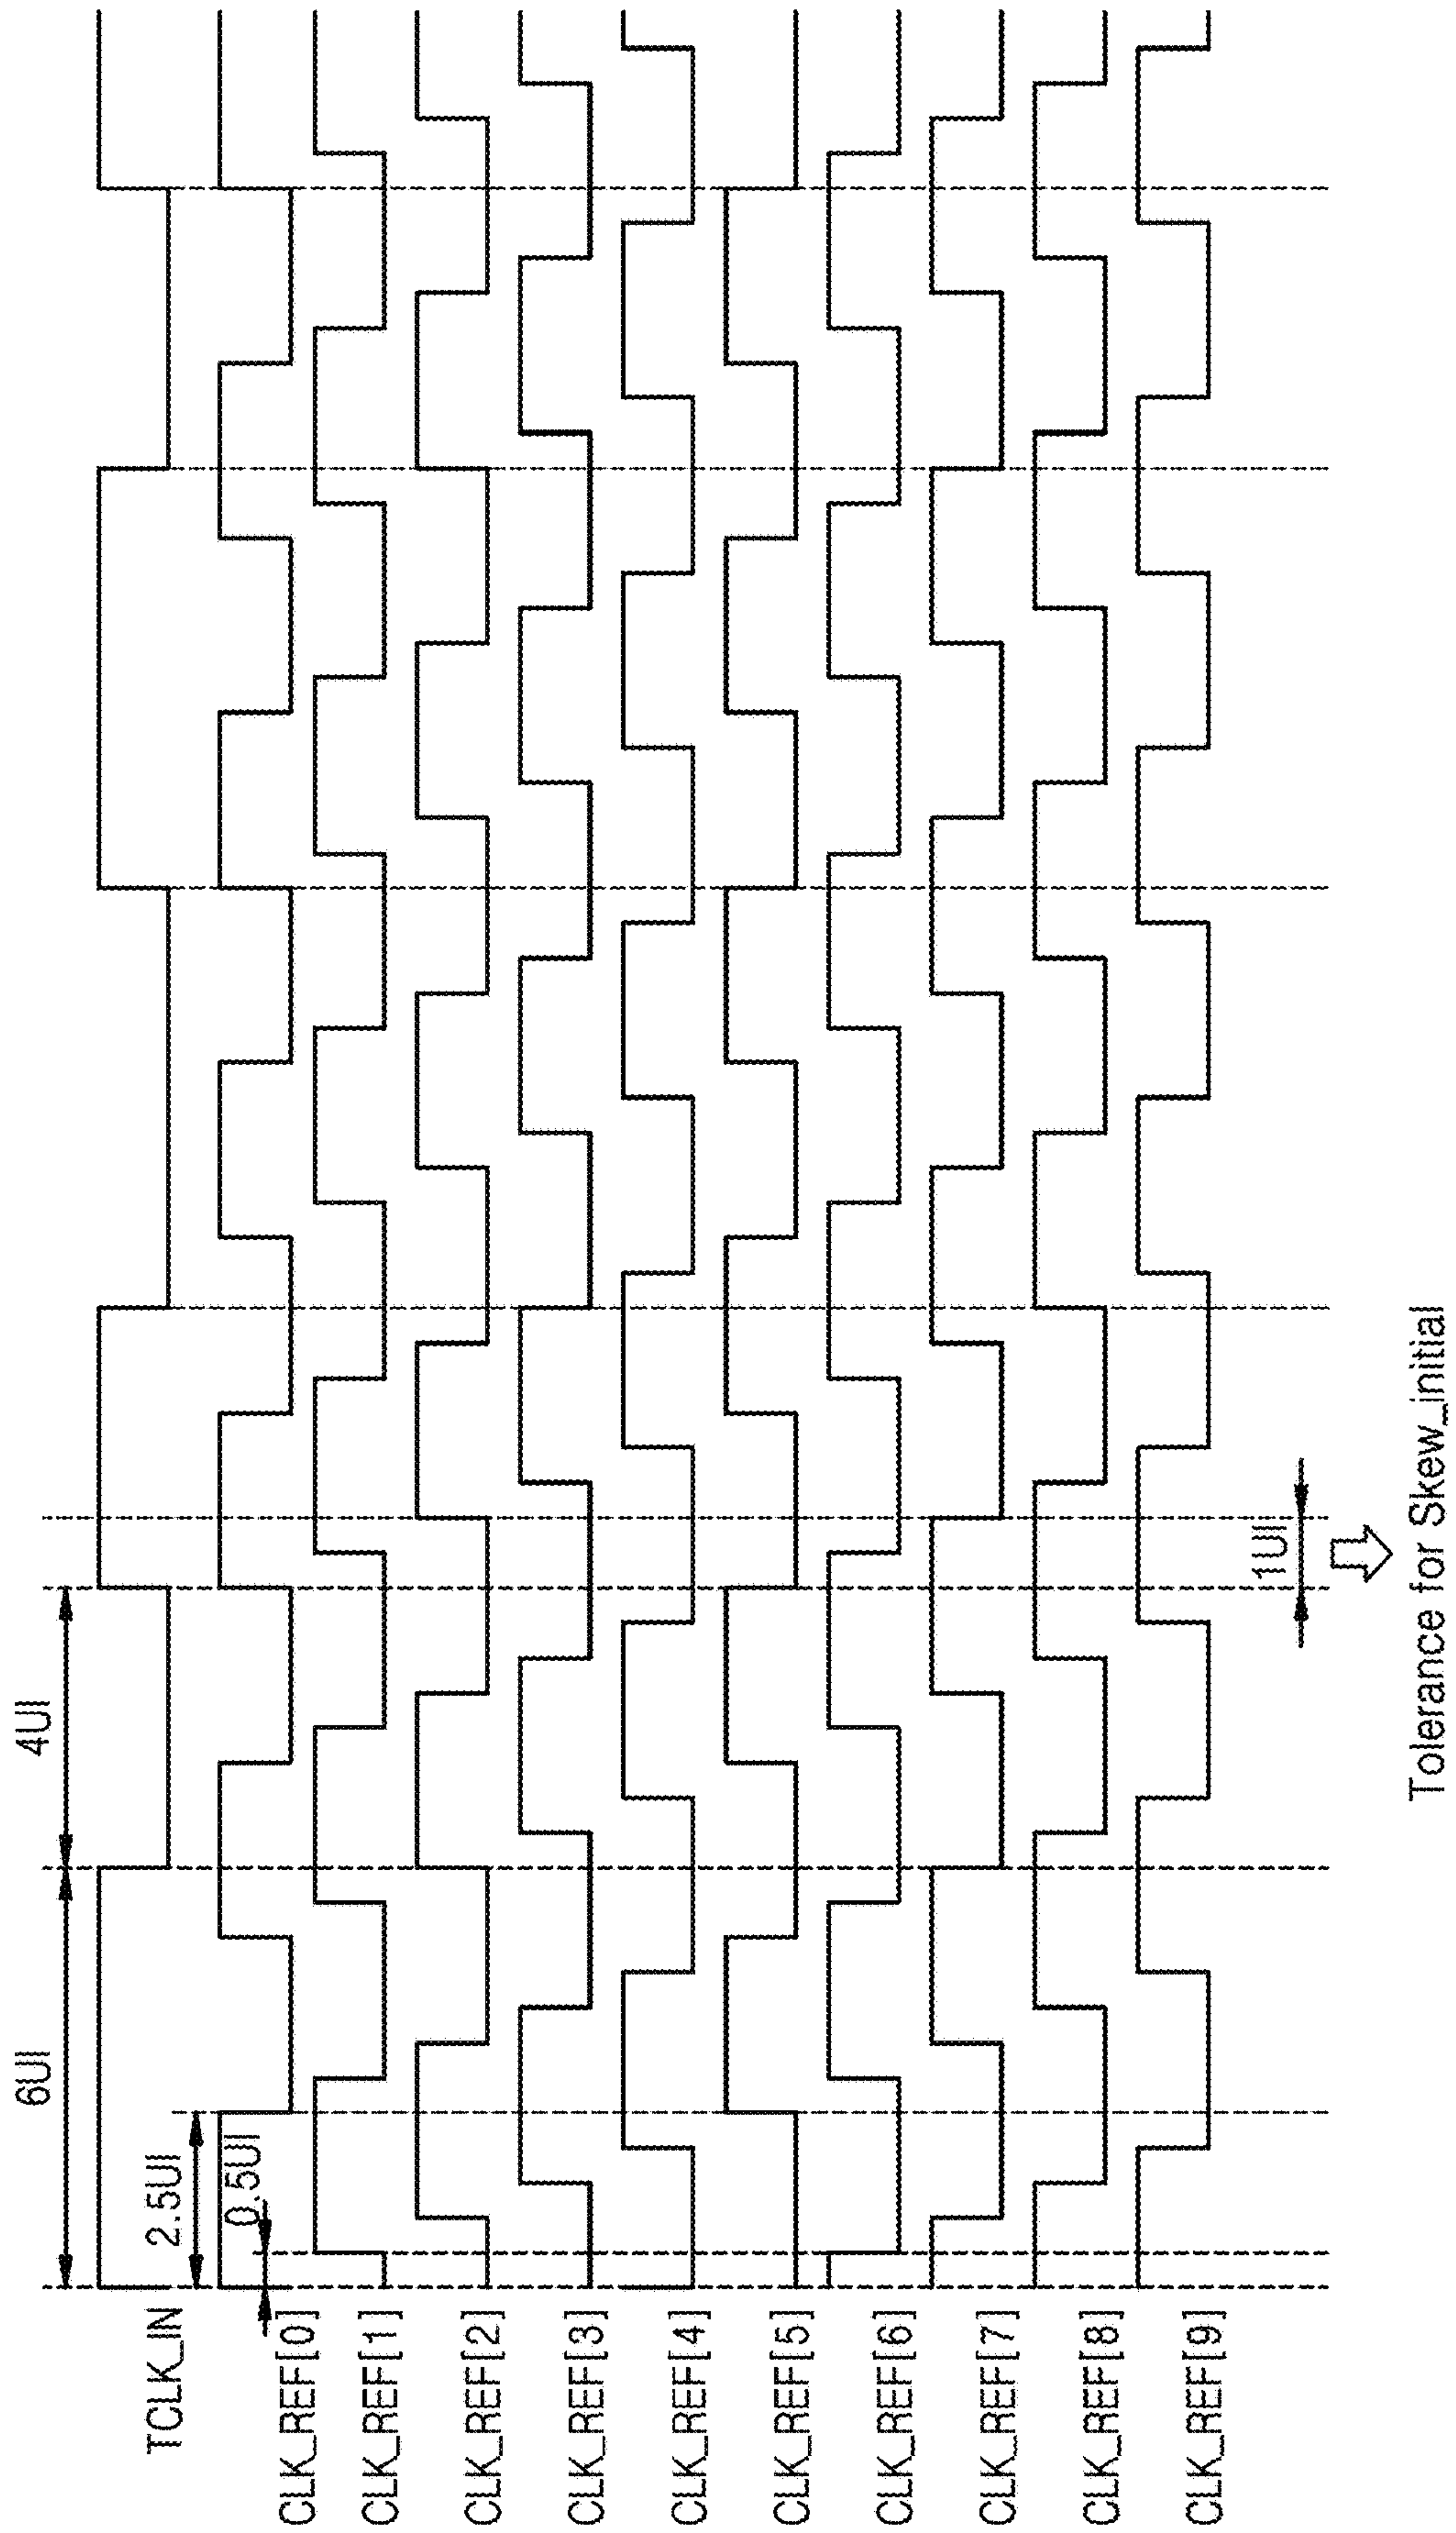 6UI
4UI
TCLK_IN
2.5UI
0.5UI
CLK_REF[0]
CLK_REF[1]
CLK_REF[2]
CLK_REF[3]
CLK_REF[4]
CLK_REF[5]
CLK_REF[6]
CLK_REF[7]
CLK_REF[8]
CLK_REF[9]
1UI
Tolerance for Skew_initial